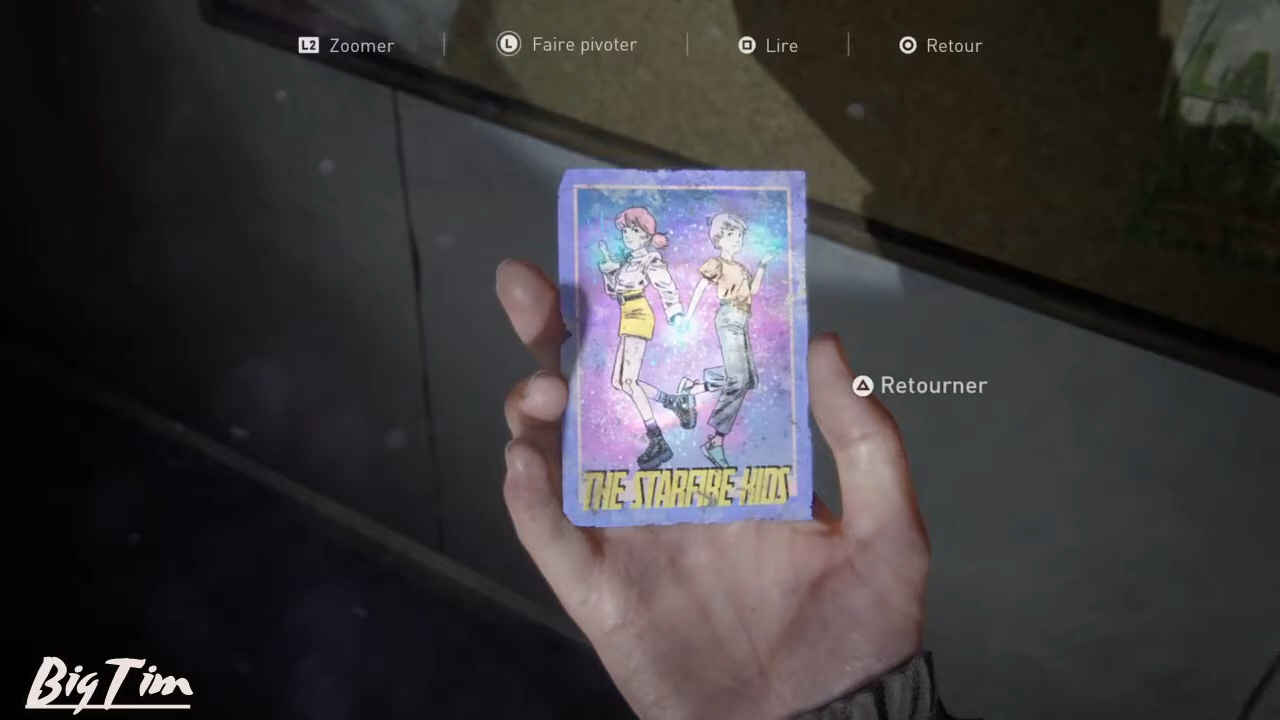 L2 Zoomer
L Faire pivoter
Lire
Retour
Retourner
THE STARFIRE KIDS
BigTim